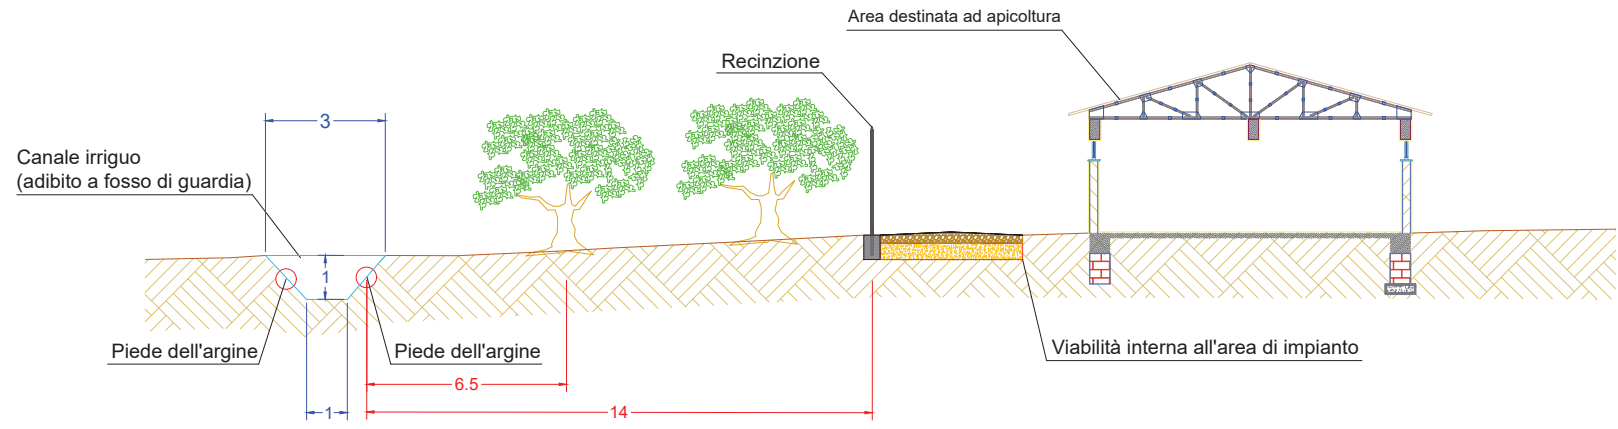 Area destinata ad apicoltura
Recinzione
3
Canale irriguo
(adibito a fosso di guardia)
1
Piede dell'argine
Piede dell'argine
Viabilità interna all'area di impianto
6.5
1
14